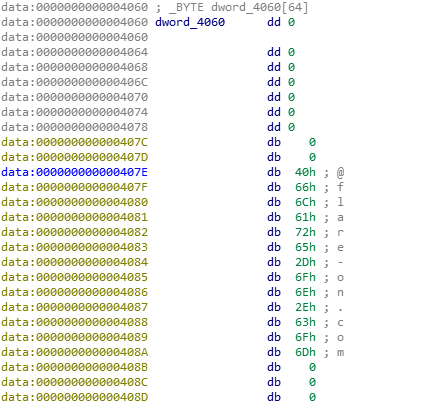 data:0000000000004060 ; _BYTE dword_4060[64]
data:0000000000004060 dword_4060 dd 0
data:0000000000004060
data:0000000000004064 dd 0
data:0000000000004068 dd 0
data:000000000000406C dd 0
data:0000000000004070 dd 0
data:0000000000004074 dd 0
data:0000000000004078 dd 0
data:000000000000407C db 0
data:000000000000407D db 0
data:000000000000407E db 40h ; @
data:000000000000407F db 66h ; f
data:0000000000004080 db 6Ch ; l
data:0000000000004081 db 61h ; a
data:0000000000004082 db 72h ; r
data:0000000000004083 db 65h ; e
data:0000000000004084 db 2Dh ; -
data:0000000000004085 db 6Fh ; o
data:0000000000004086 db 6Eh ; n
data:0000000000004087 db 2Eh ; .
data:0000000000004088 db 63h ; c
data:0000000000004089 db 6Fh ; o
data:000000000000408A db 6Dh ; m
data:000000000000408B db 0
data:000000000000408C db 0
data:000000000000408D db 0